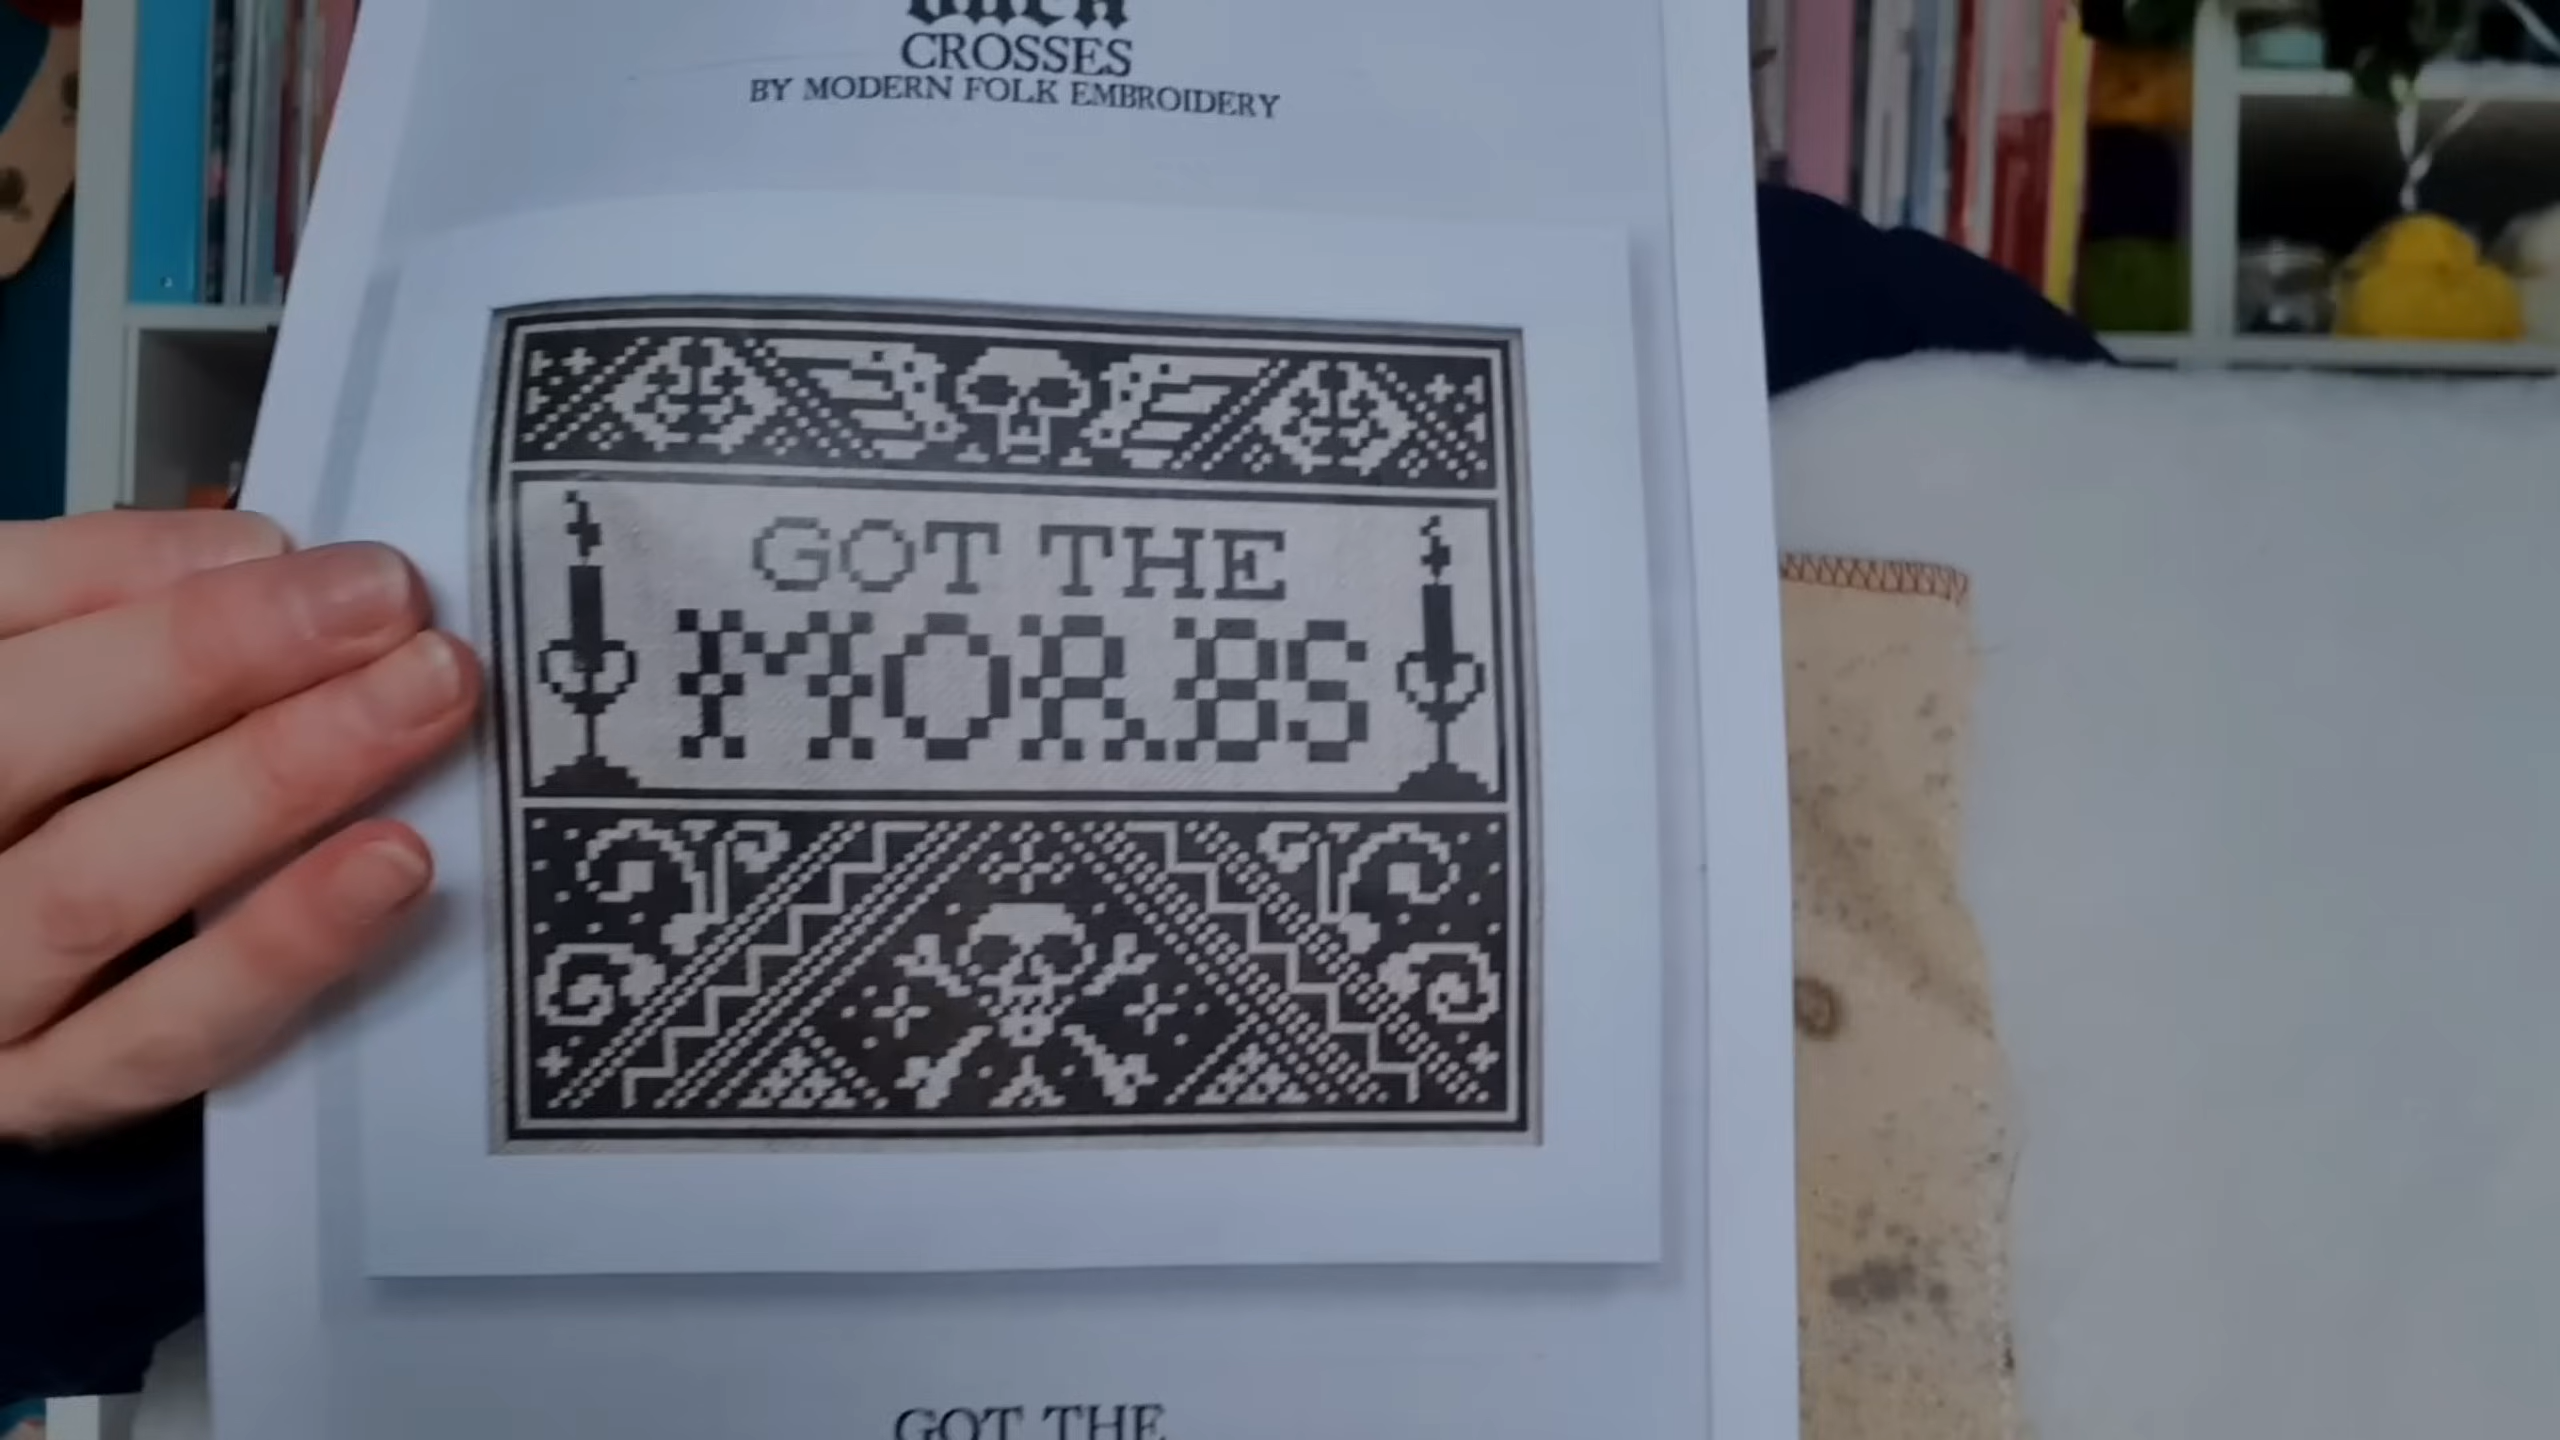 CROSSES
BY MODERN FOLK EMBROIDERY
GOT THE
MORBS
GOT THE